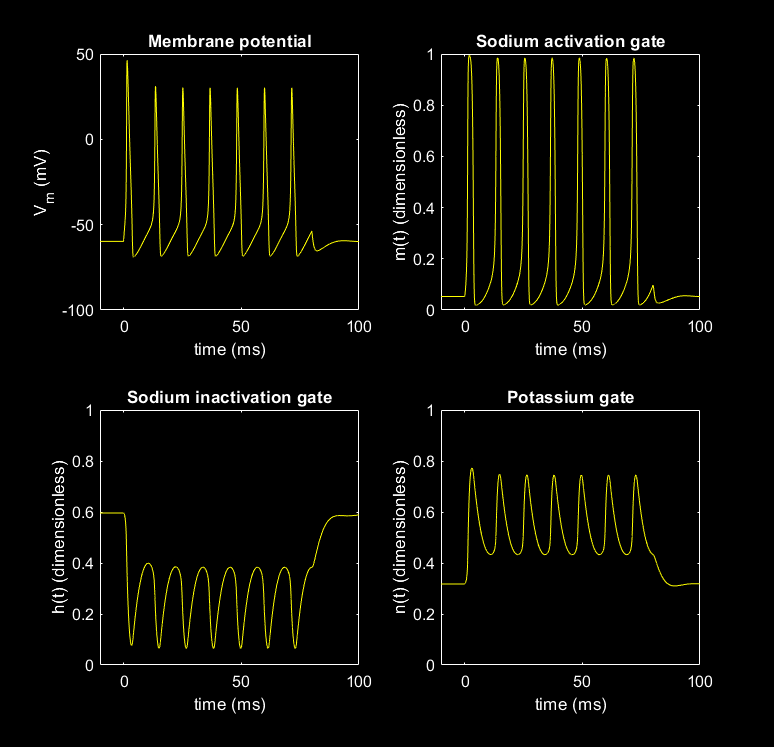 Membrane potential
50
0
-50
-100
V_m (mV)
0 50 100
time (ms)
Sodium activation gate
1
0.8
0.6
0.4
0.2
0
m(t) (dimensionless)
0 50 100
time (ms)
Sodium inactivation gate
1
0.8
0.6
0.4
0.2
0
h(t) (dimensionless)
0 50 100
time (ms)
Potassium gate
1
0.8
0.6
0.4
0.2
0
n(t) (dimensionless)
0 50 100
time (ms)